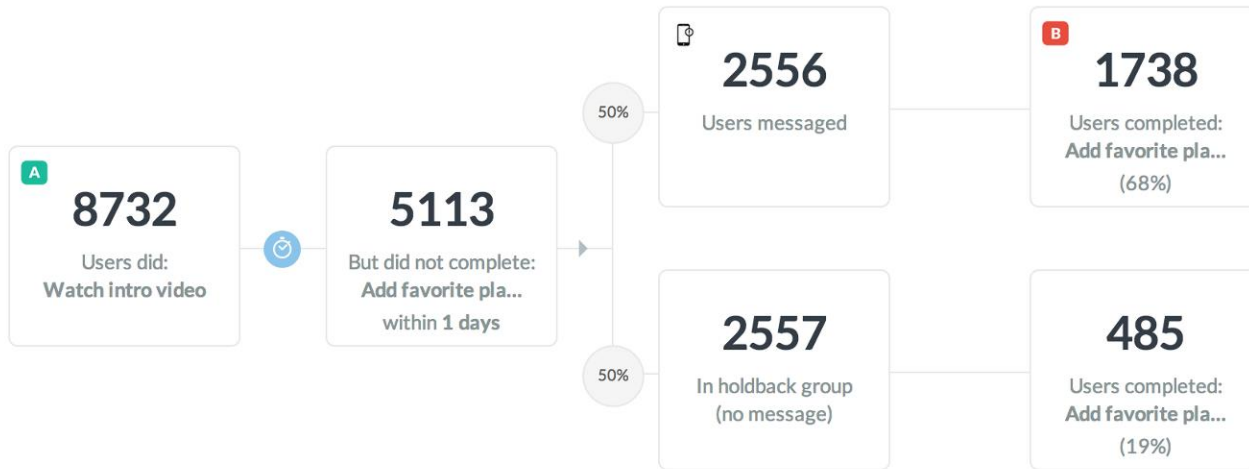 A
8732
Users did:
Watch intro video
5113
But did not complete:
Add favorite pla...
within 1 days
50%
2556
Users messaged
B
1738
Users completed:
Add favorite pla...
(68%)
50%
2557
In holdback group
(no message)
485
Users completed:
Add favorite pla...
(19%)